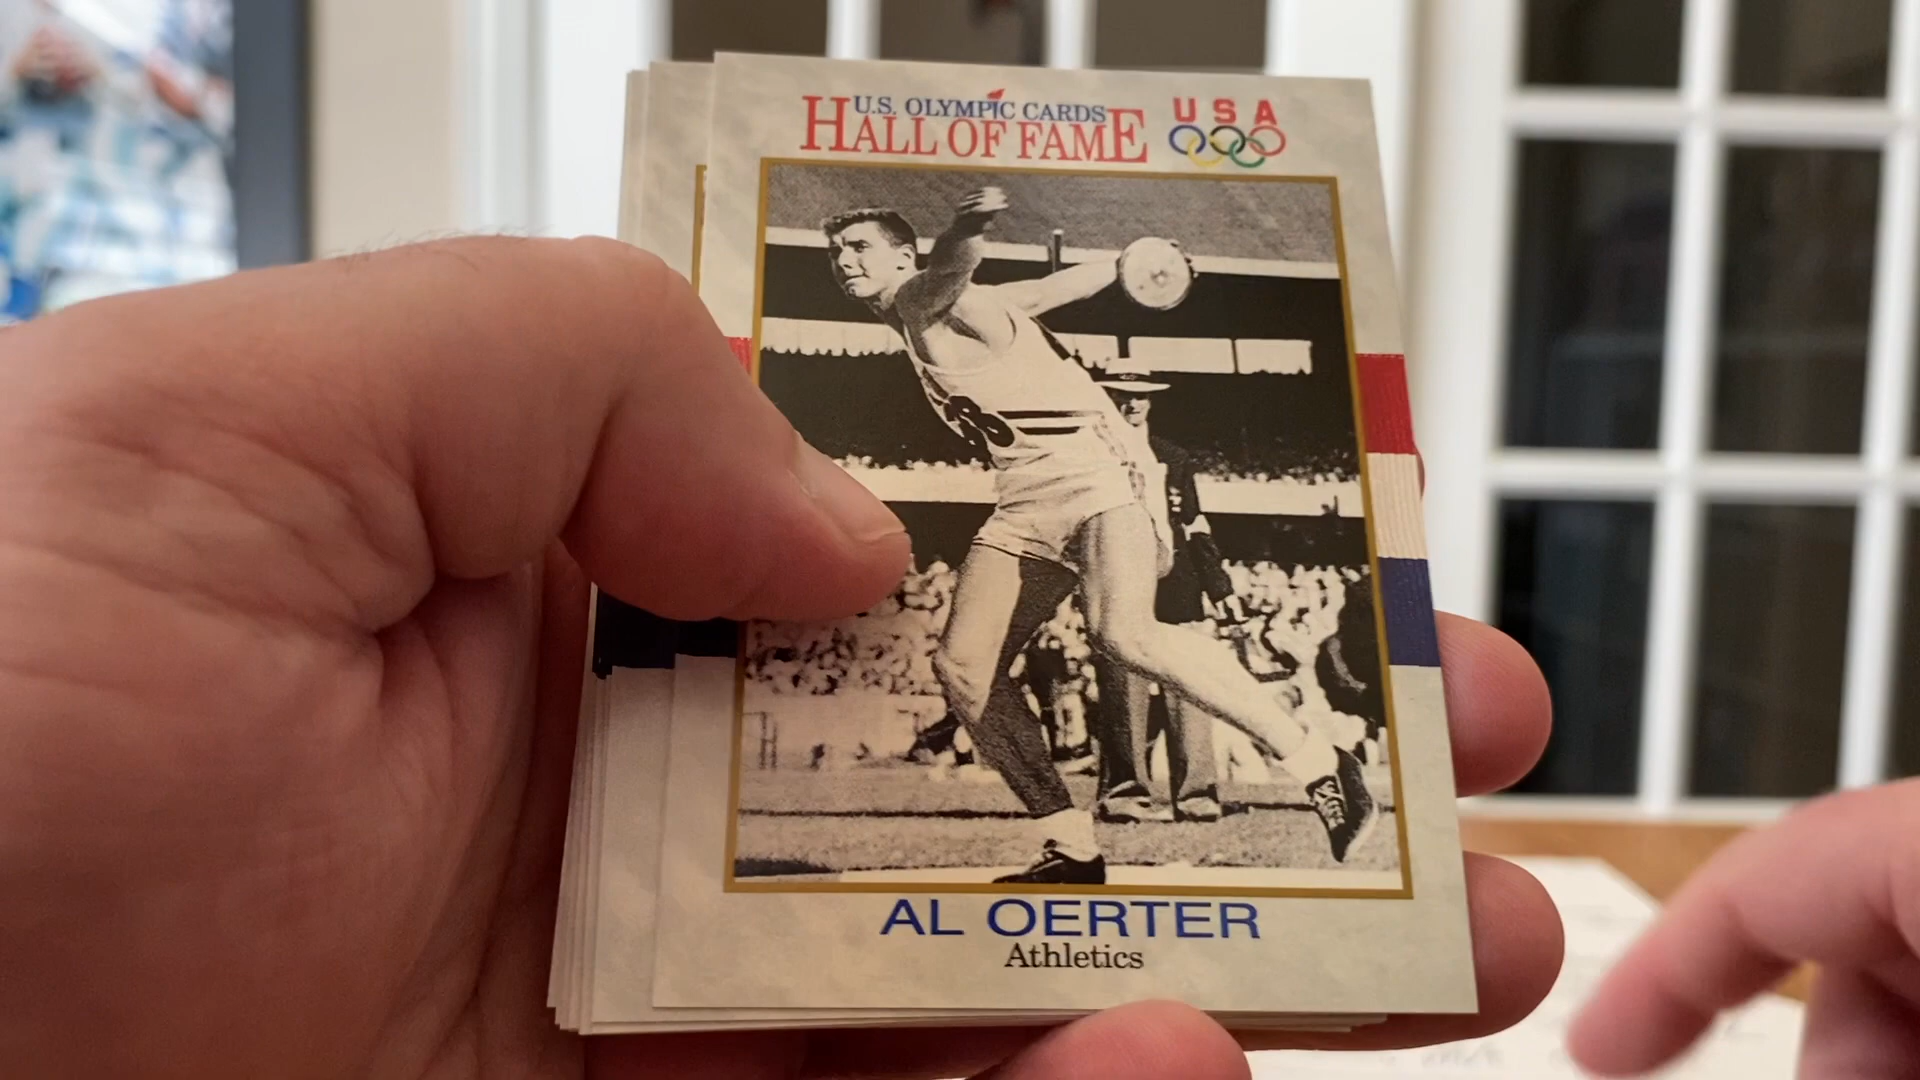 U.S. OLYMPIC CARDS
HALL OF FAME
USA
AL OERTER
Athletics